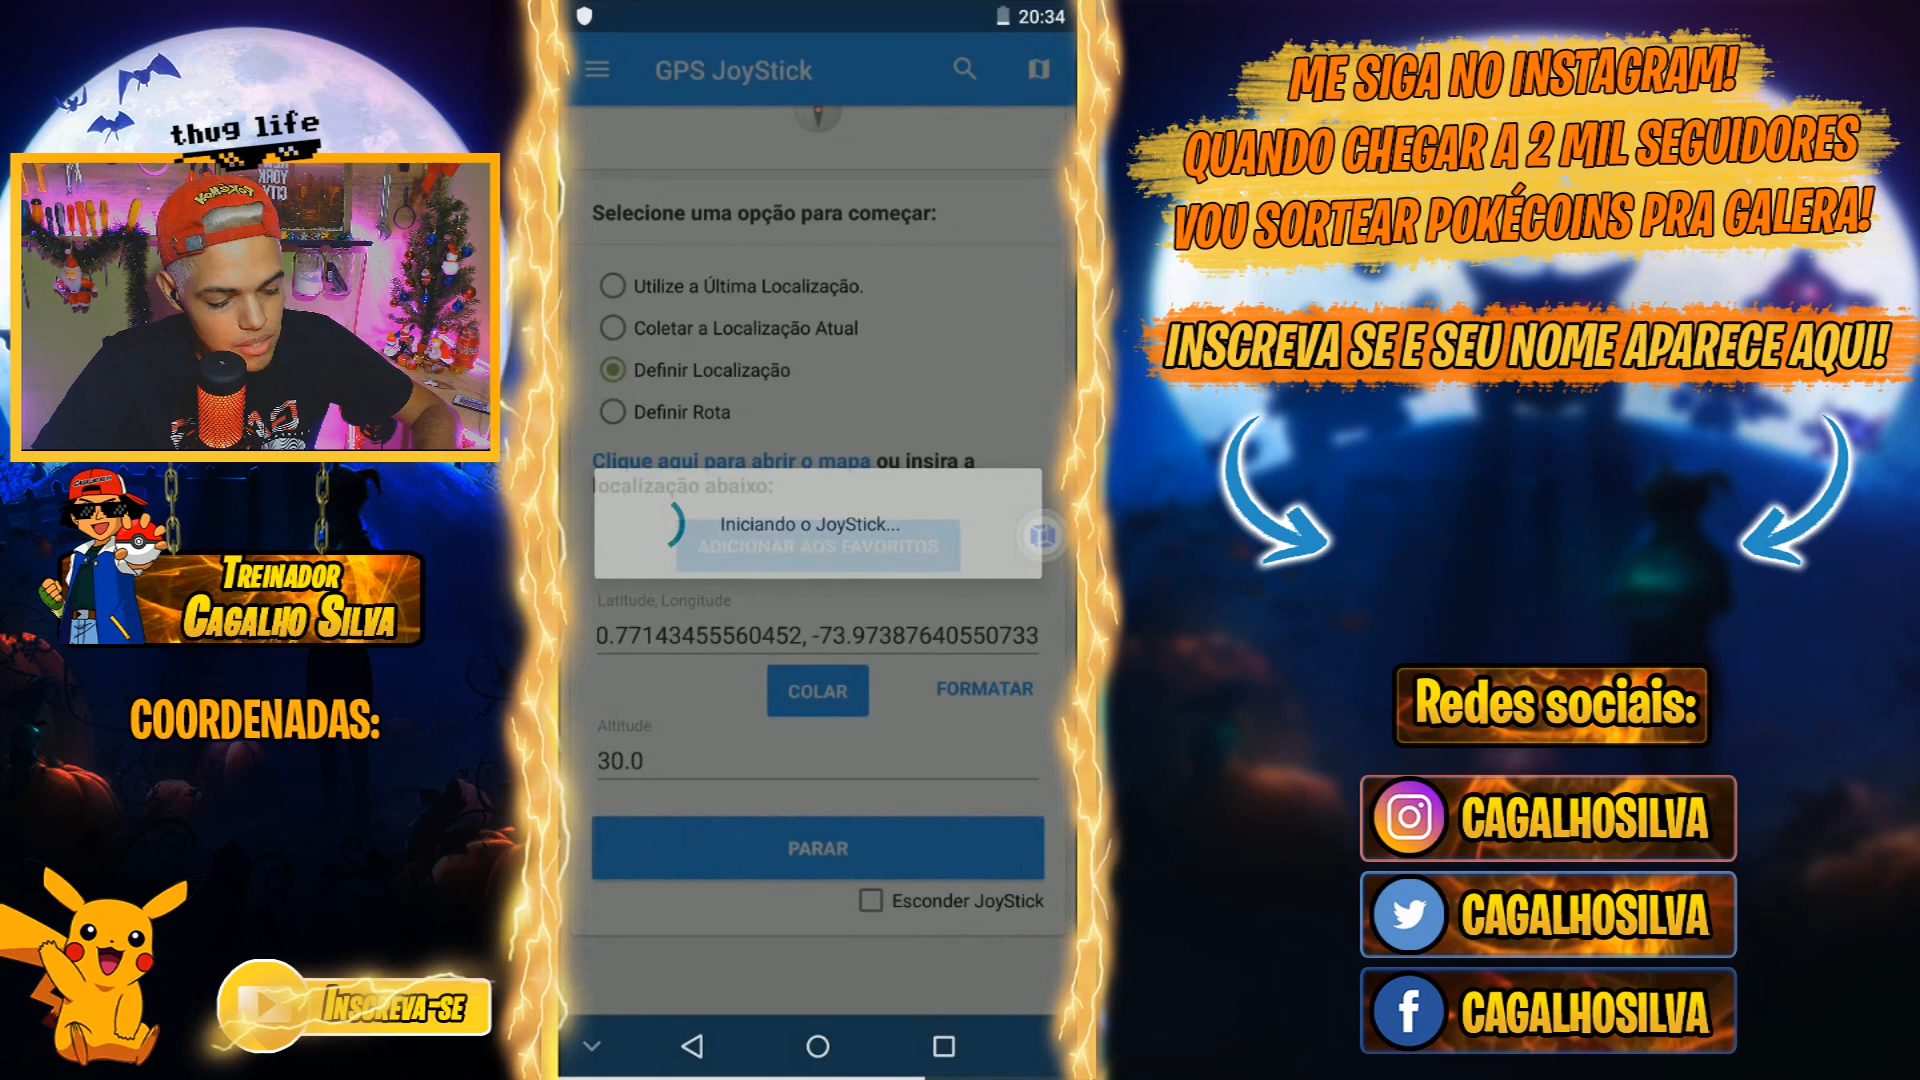 thug life
POKéMON
NEW
YORK
CITY
TREINADOR
CAGALHO SILVA
COORDENADAS:
INSCREVA-SE
20:34
GPS JoyStick
Selecione uma opção para começar:
Utilize a Última Localização.
Coletar a Localização Atual
Definir Localização
Definir Rota
Clique aqui para abrir o mapa ou insira a
localização abaixo:
Iniciando o JoyStick...
ADICIONAR AOS FAVORITOS
Latitude, Longitude
0.77143455560452, -73.97387640550733
COLAR
FORMATAR
Altitude
30.0
PARAR
Esconder JoyStick
ME SIGA NO INSTAGRAM!
QUANDO CHEGAR A 2 MIL SEGUIDORES
VOU SORTEAR POKÉCOINS PRA GALERA!
INSCREVA SE E SEU NOME APARECE AQUI!
Redes sociais:
CAGALHOSILVA
CAGALHOSILVA
CAGALHOSILVA